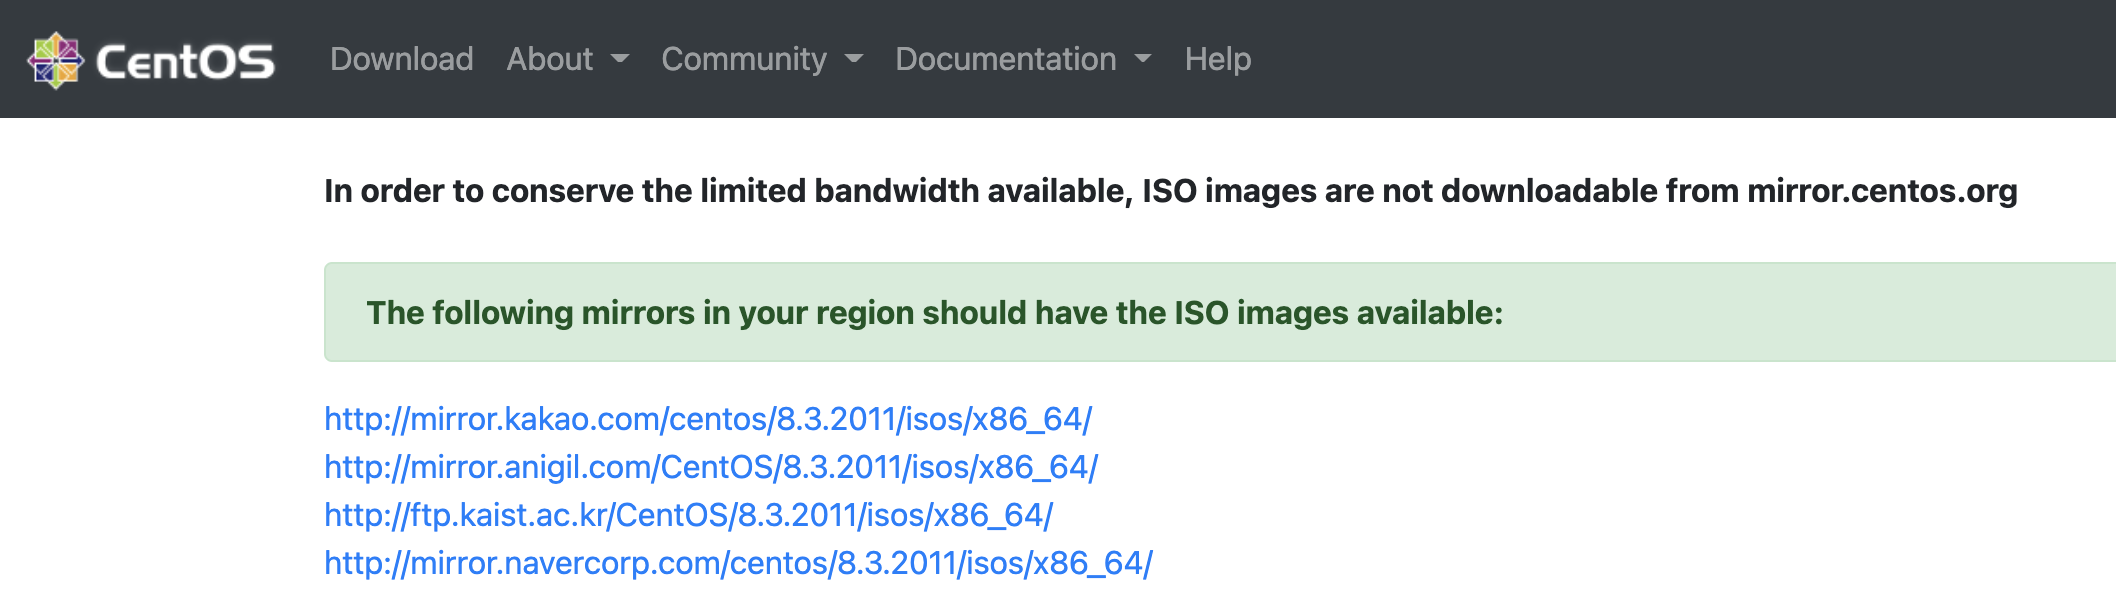 CentOS Download About Community Documentation Help
In order to conserve the limited bandwidth available, ISO images are not downloadable from mirror.centos.org
The following mirrors in your region should have the ISO images available:
http://mirror.kakao.com/centos/8.3.2011/isos/x86_64/
http://mirror.anigil.com/CentOS/8.3.2011/isos/x86_64/
http://ftp.kaist.ac.kr/CentOS/8.3.2011/isos/x86_64/
http://mirror.navercorp.com/centos/8.3.2011/isos/x86_64/